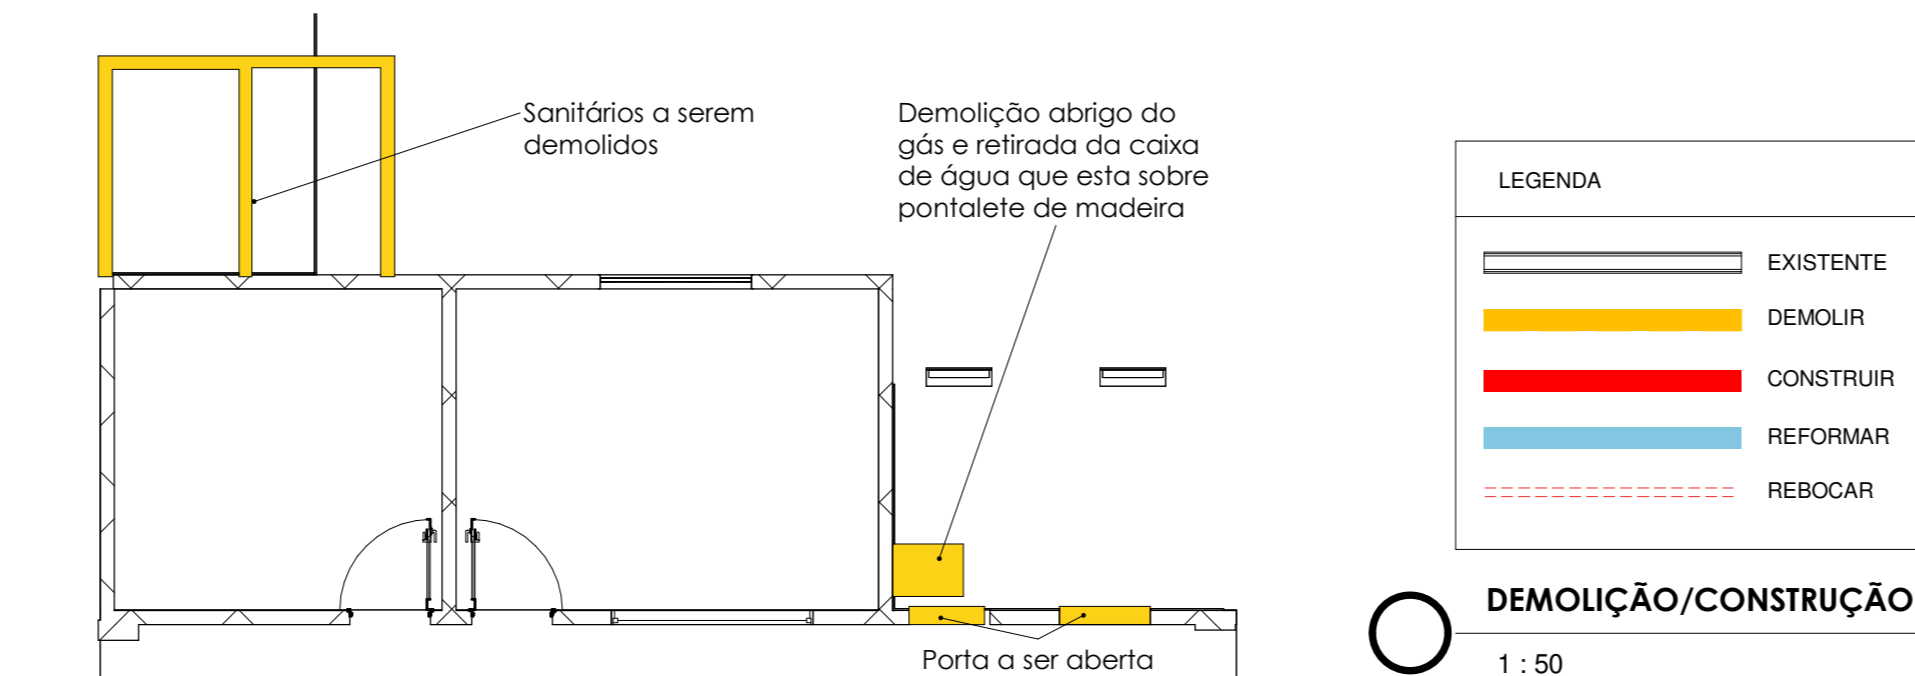 Sanitários a serem
demolidos
Demolição abrigo do
gás e retirada da caixa
de água que esta sobre
pontalete de madeira
Porta a ser aberta
LEGENDA
EXISTENTE
DEMOLIR
CONSTRUIR
REFORMAR
REBOCAR
DEMOLIÇÃO/CONSTRUÇÃO
1 : 50